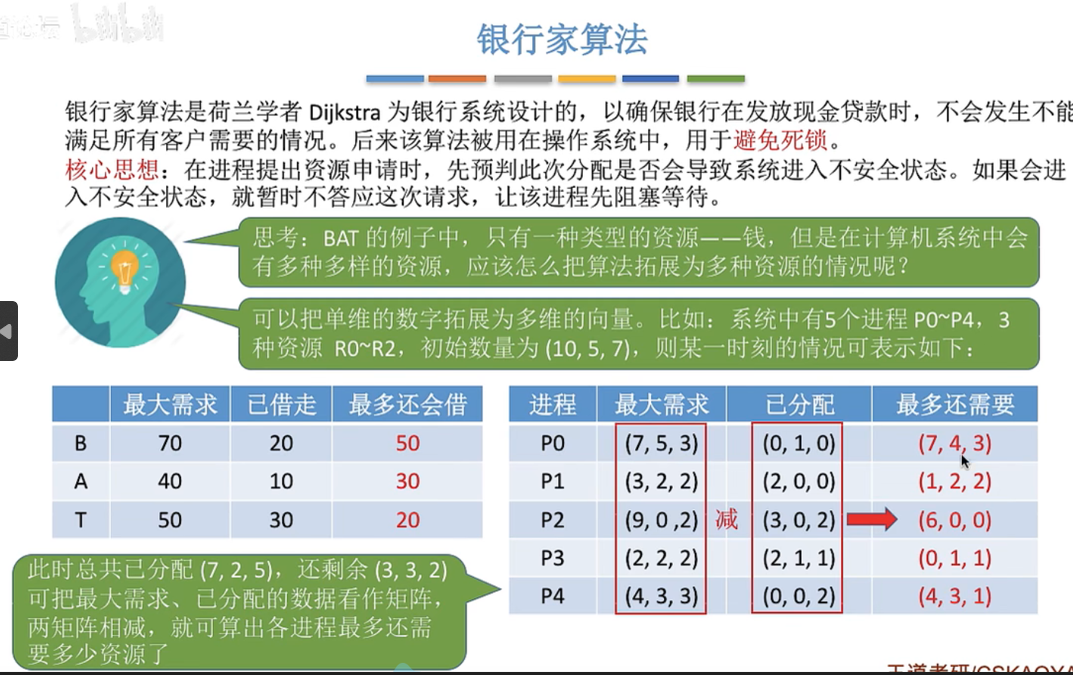 bilibili
银行家算法
银行家算法是荷兰学者 Dijkstra 为银行系统设计的，以确保银行在发放现金贷款时，不会发生不能
满足所有客户需要的情况。后来该算法被用在操作系统中，用于避免死锁。
核心思想：在进程提出资源申请时，先预判此次分配是否会导致系统进入不安全状态。如果会进
入不安全状态，就暂时不答应这次请求，让该进程先阻塞等待。
思考：BAT 的例子中，只有一种类型的资源——钱，但是在计算机系统中会
有多种多样的资源，应该怎么把算法拓展为多种资源的情况呢？
可以把单维的数字拓展为多维的向量。比如：系统中有5个进程 P0~P4，3
种资源 R0~R2，初始数量为 (10, 5, 7)，则某一时刻的情况可表示如下：
最大需求 已借走 最多还会借
B 70 20 50
A 40 10 30
T 50 30 20
进程 最大需求 已分配 最多还需要
P0 (7, 5, 3) (0, 1, 0) (7, 4, 3)
P1 (3, 2, 2) (2, 0, 0) (1, 2, 2)
P2 (9, 0 ,2) 减 (3, 0, 2) (6, 0, 0)
P3 (2, 2, 2) (2, 1, 1) (0, 1, 1)
P4 (4, 3, 3) (0, 0, 2) (4, 3, 1)
此时总共已分配 (7, 2, 5)，还剩余 (3, 3, 2)
可把最大需求、已分配的数据看作矩阵，
两矩阵相减，就可算出各进程最多还需
要多少资源了
王道考研/CSKAOYA